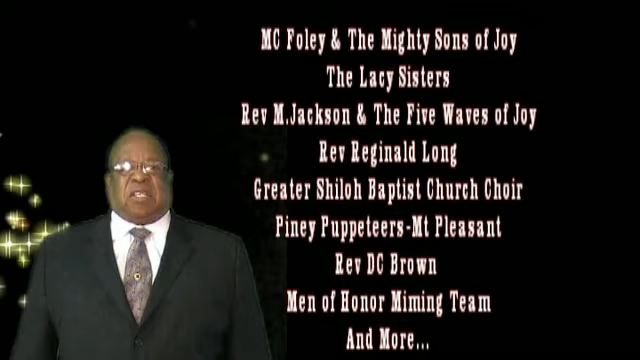 MC Foley & The Mighty Sons of Joy
The Lacy Sisters
Rev M.Jackson & The Five Waves of Joy
Rev Reginald Long
Greater Shiloh Baptist Church Choir
Piney Puppeteers-Mt Pleasant
Rev DC Brown
Men of Honor Miming Team
And More...